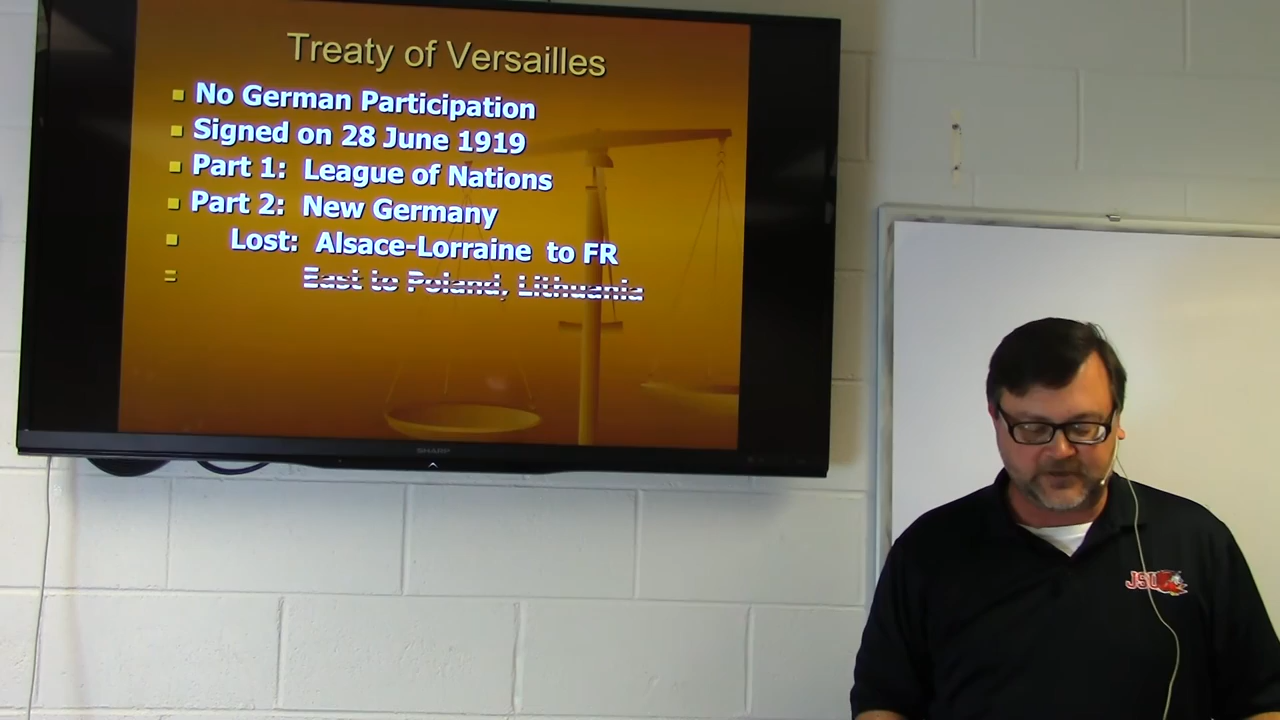 Treaty of Versailles
No German Participation
Signed on 28 June 1919
Part 1: League of Nations
Part 2: New Germany
Lost: Alsace-Lorraine to FR
East to Poland, Lithuania
SHARP
JSU